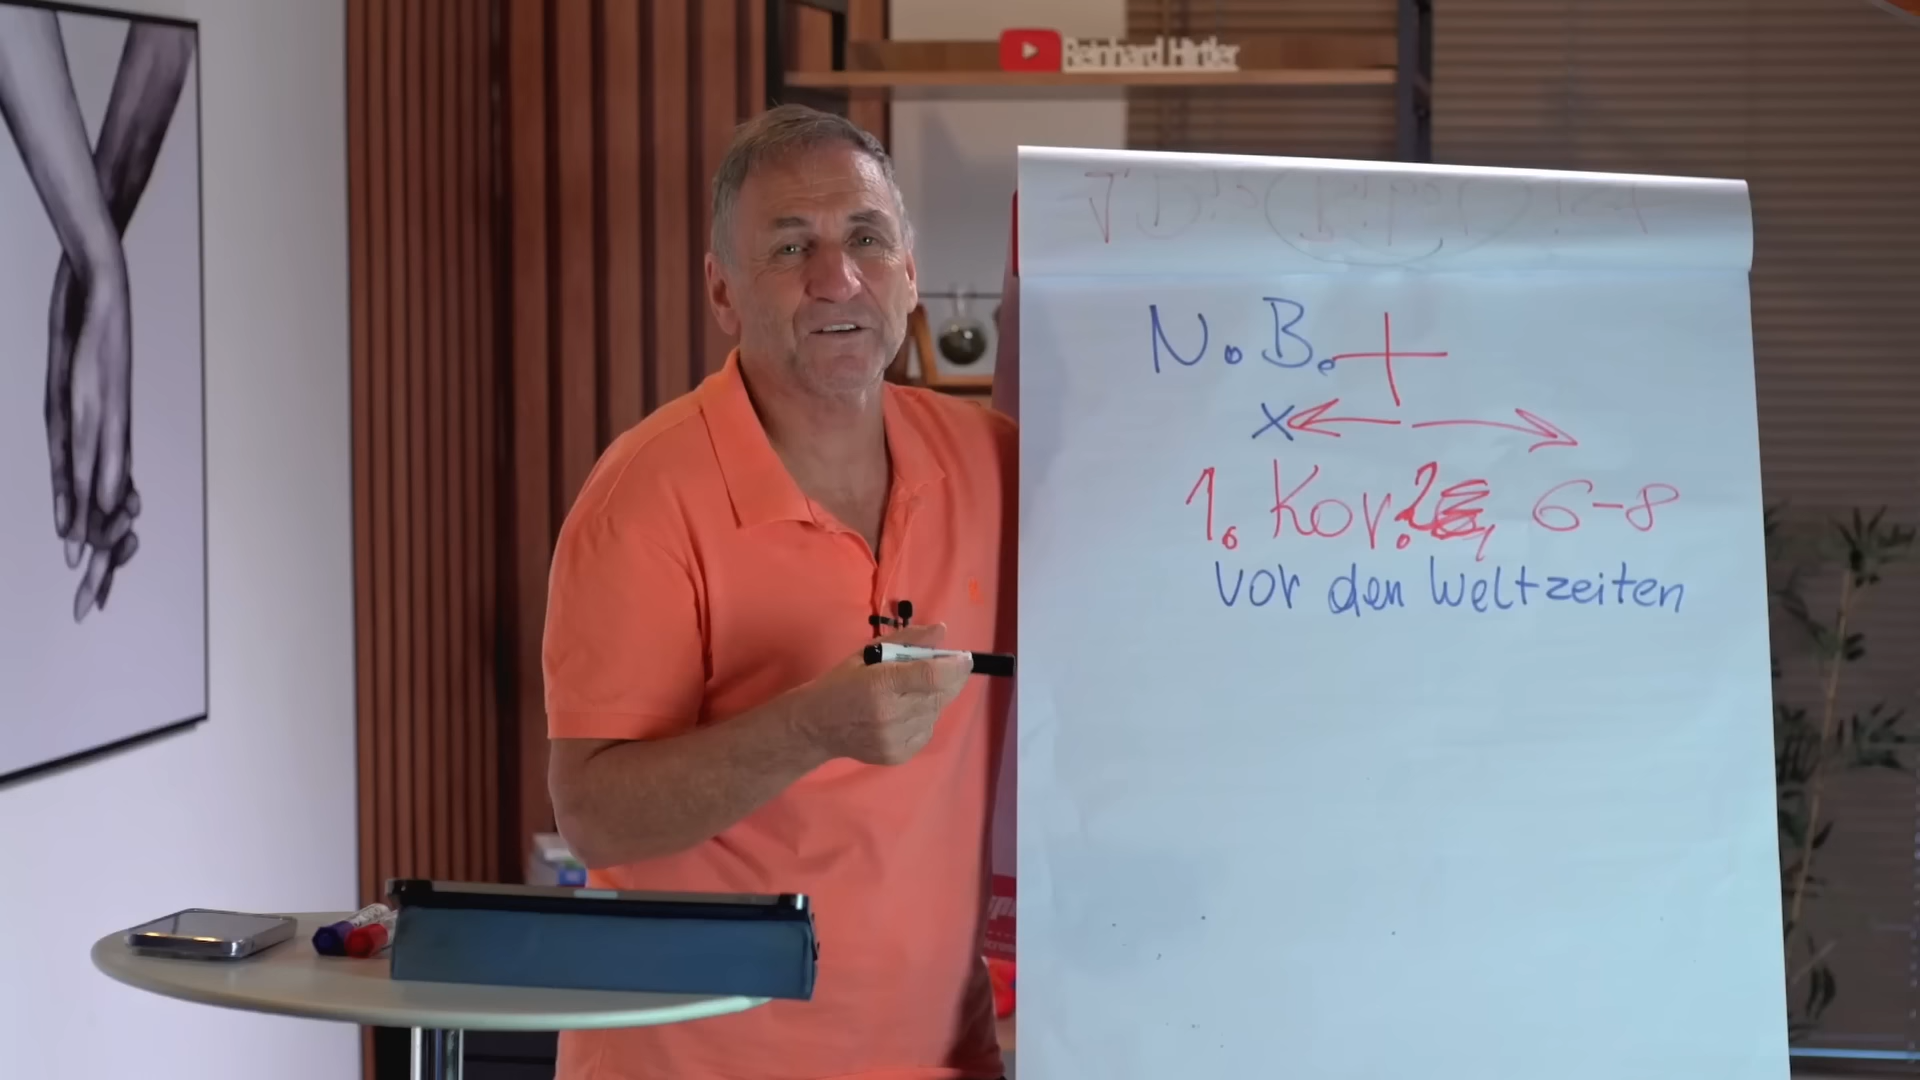 Reinhard Hirtler
N.B.
x
1. Kor. 2, 6-8
vor den Weltzeiten